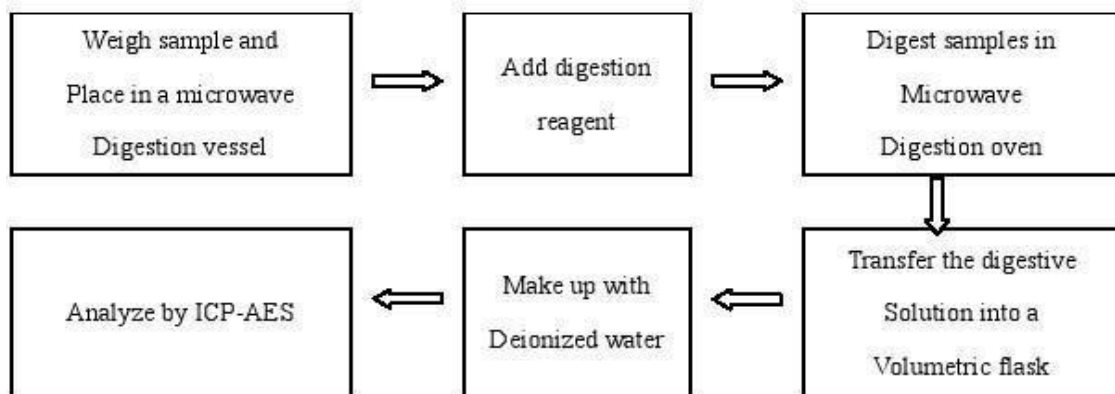 Weigh sample and
Place in a microwave
Digestion vessel
Add digestion
reagent
Digest samples in
Microwave
Digestion oven
Transfer the digestive
Solution into a
Volumetric flask
Make up with
Deionized water
Analyze by ICP-AES